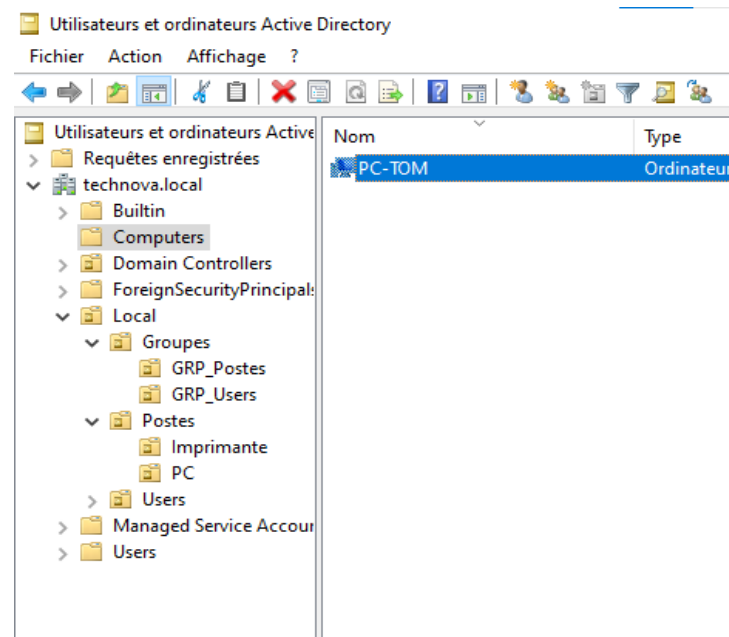 Utilisateurs et ordinateurs Active Directory
Fichier Action Affichage ?
Utilisateurs et ordinateurs Active
Requêtes enregistrées
technova.local
Builtin
Computers
Domain Controllers
ForeignSecurityPrincipals
Local
Groupes
GRP_Postes
GRP_Users
Postes
Imprimante
PC
Users
Managed Service Accour
Users
Nom Type
PC-TOM Ordinateur